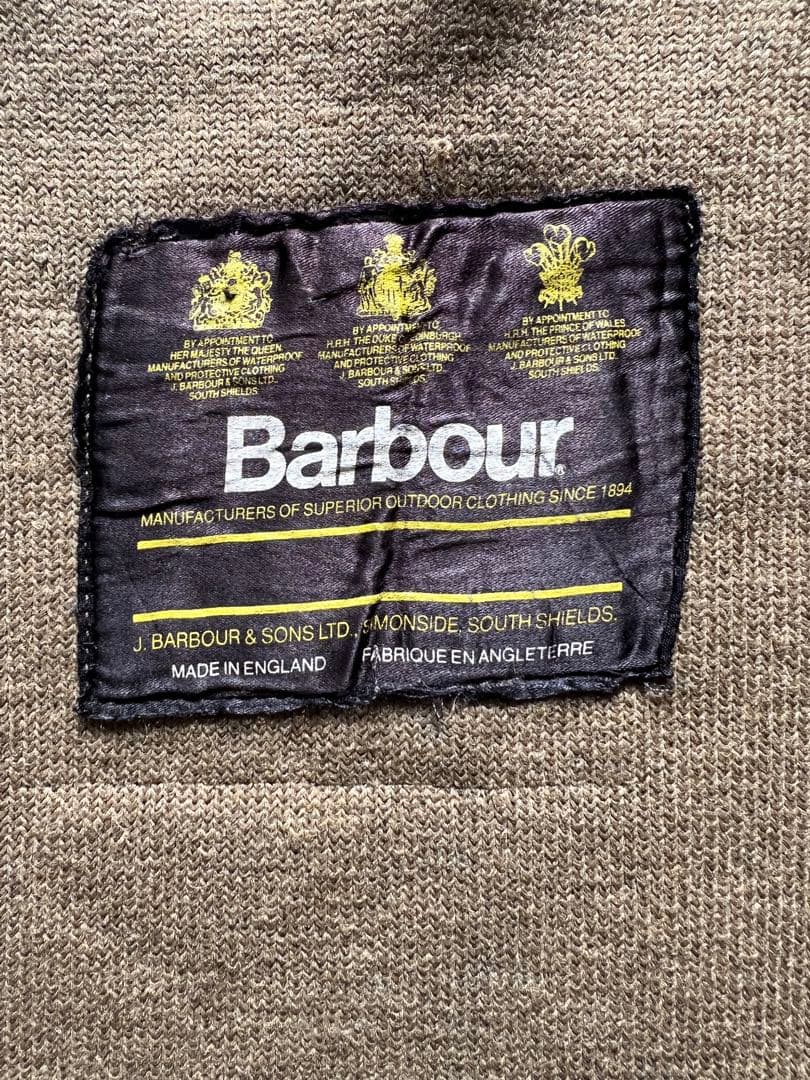 BY APPOINTMENT TO
HER MAJESTY THE QUEEN
MANUFACTURERS OF WATERPROOF
AND PROTECTIVE CLOTHING
J. BARBOUR & SONS LTD.
SOUTH SHIELDS
BY APPOINTMENT TO
H.R.H. THE DUKE OF EDINBURGH
MANUFACTURERS OF WATERPROOF
AND PROTECTIVE CLOTHING
J. BARBOUR & SONS LTD.
SOUTH SHIELDS.
BY APPOINTMENT TO
H.R.H. THE PRINCE OF WALES
MANUFACTURERS OF WATERPROOF
AND PROTECTIVE CLOTHING
J. BARBOUR & SONS LTD.
SOUTH SHIELDS
Barbour®
MANUFACTURERS OF SUPERIOR OUTDOOR CLOTHING SINCE 1894
J. BARBOUR & SONS LTD., SIMONSIDE, SOUTH SHIELDS.
MADE IN ENGLAND FABRIQUE EN ANGLETERRE